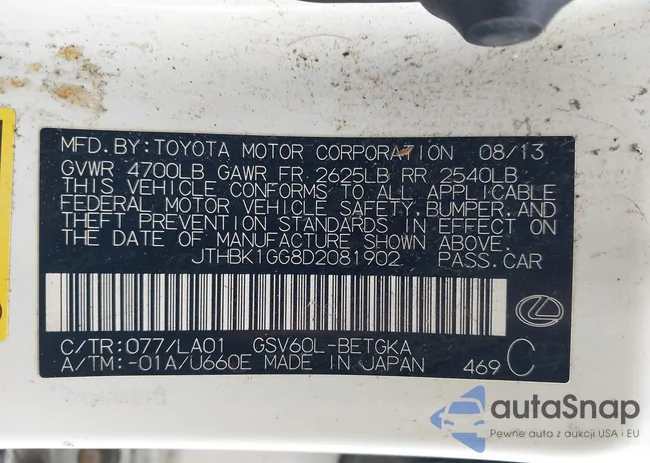 MFD.BY:TOYOTA MOTOR CORPORATION 08/13
GVWR 4700LB GAWR FR 2625LB RR 2540LB
THIS VEHICLE CONFORMS TO ALL APPLICABLE
FEDERAL MOTOR VEHICLE SAFETY,BUMPER,AND
THEFT PREVENTION STANDARDS IN EFFECT ON
THE DATE OF MANUFACTURE SHOWN ABOVE.
JTHBK1GG8D2081902 PASS.CAR
C/TR:077/LA01 GSV60L-BETGKA
A/TM:-01A/U660E MADE IN JAPAN 469 C
autaSnap
Pewne auta z aukcji USA i EU